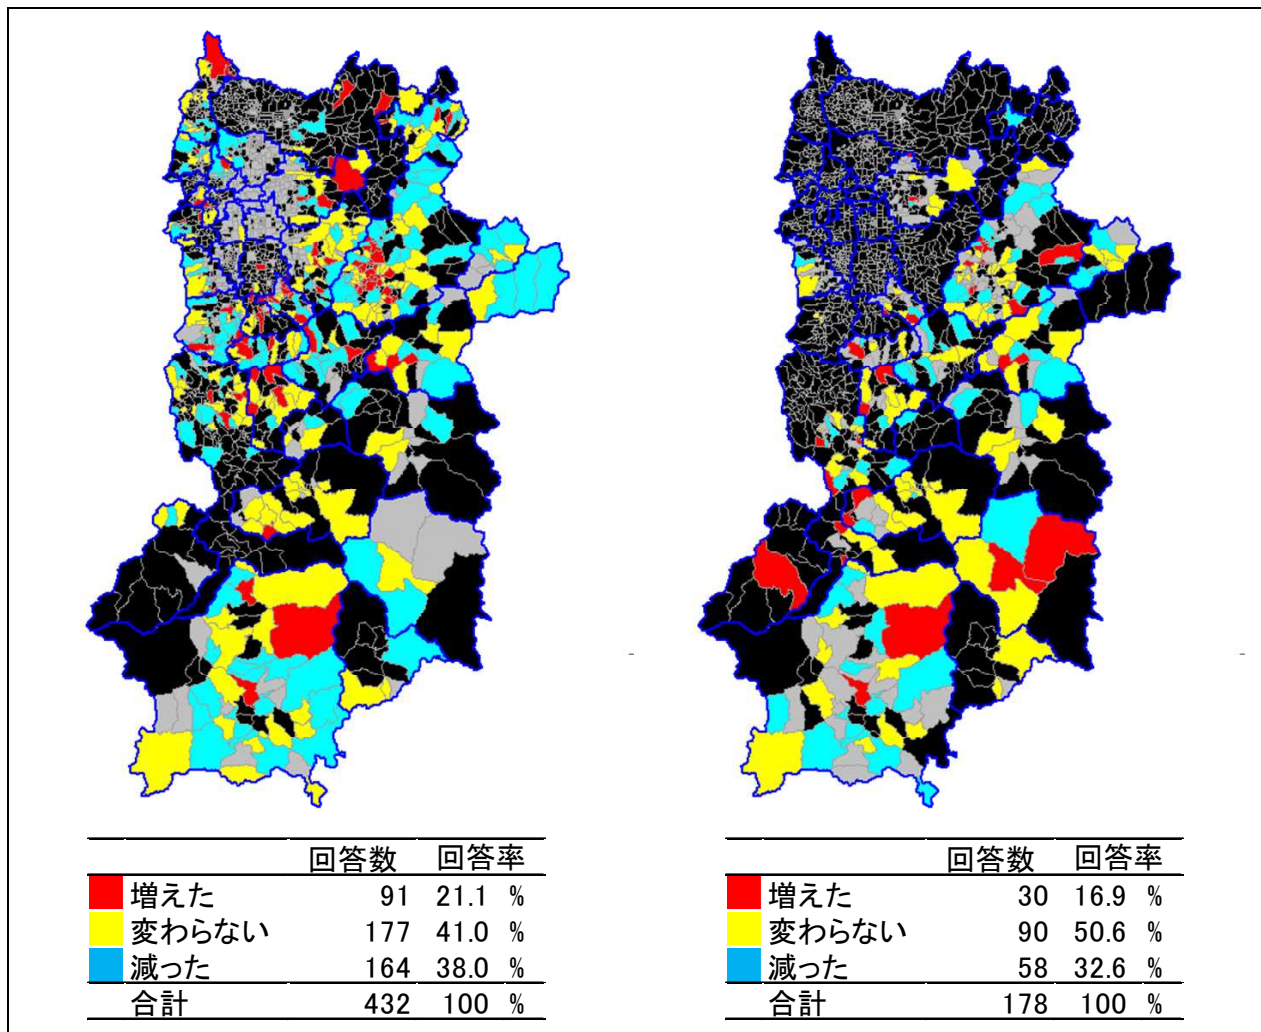 回答数 回答率
増えた 91 21.1 %
変わらない 177 41.0 %
減った 164 38.0 %
合計 432 100 %
回答数 回答率
増えた 30 16.9 %
変わらない 90 50.6 %
減った 58 32.6 %
合計 178 100 %